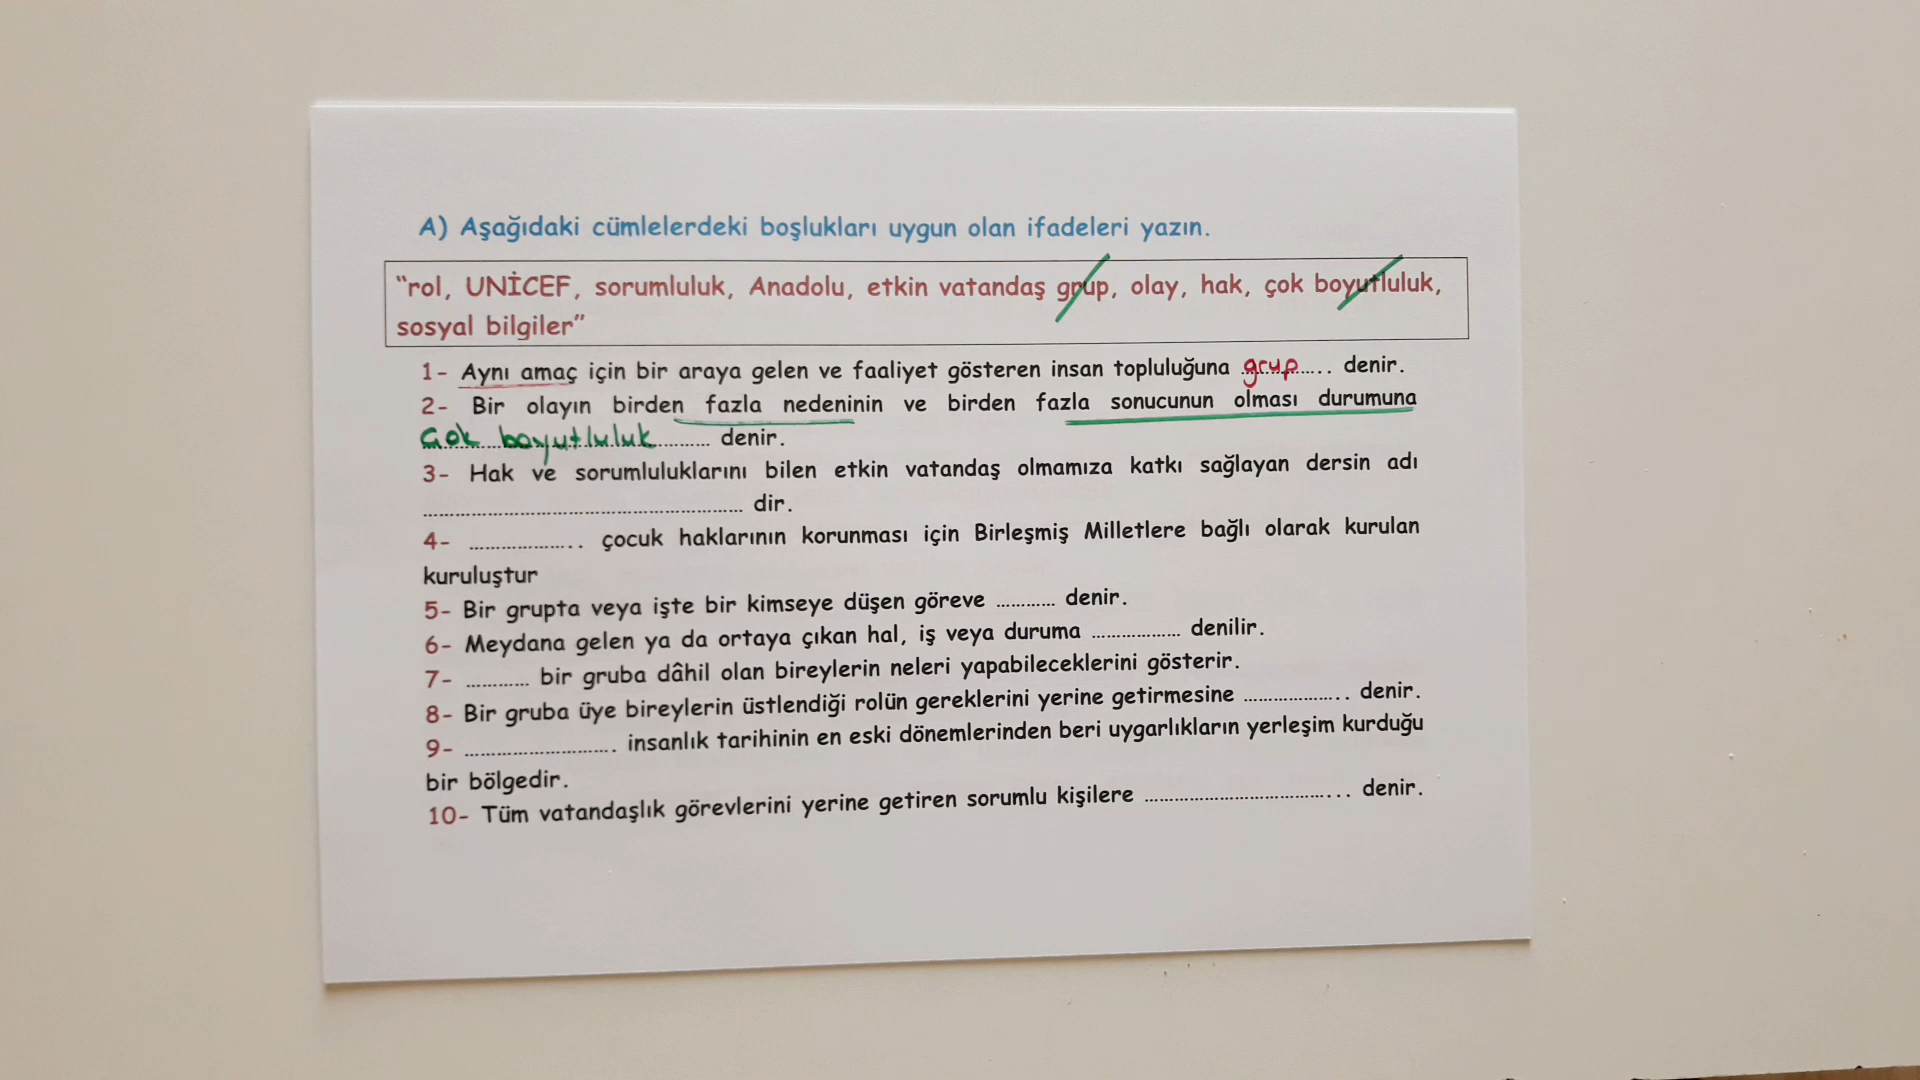 A) Aşağıdaki cümlelerdeki boşlukları uygun olan ifadeleri yazın.
“rol, UNİCEF, sorumluluk, Anadolu, etkin vatandaş grup, olay, hak, çok boyutluluk,
sosyal bilgiler”
1- Aynı amaç için bir araya gelen ve faaliyet gösteren insan topluluğuna grup..... denir.
2- Bir olayın birden fazla nedeninin ve birden fazla sonucunun olması durumuna
Çok boyutluluk .......... denir.
3- Hak ve sorumluluklarını bilen etkin vatandaş olmamıza katkı sağlayan dersin adı
...................................................... dir.
4- .................... çocuk haklarının korunması için Birleşmiş Milletlere bağlı olarak kurulan
kuruluştur
5- Bir grupta veya işte bir kimseye düşen göreve ............ denir.
6- Meydana gelen ya da ortaya çıkan hal, iş veya duruma .................. denilir.
7- ............ bir gruba dâhil olan bireylerin neleri yapabileceklerini gösterir.
8- Bir gruba üye bireylerin üstlendiği rolün gereklerini yerine getirmesine ..................... denir.
9- .............................. insanlık tarihinin en eski dönemlerinden beri uygarlıkların yerleşim kurduğu
bir bölgedir.
10- Tüm vatandaşlık görevlerini yerine getiren sorumlu kişilere ....................................... denir.